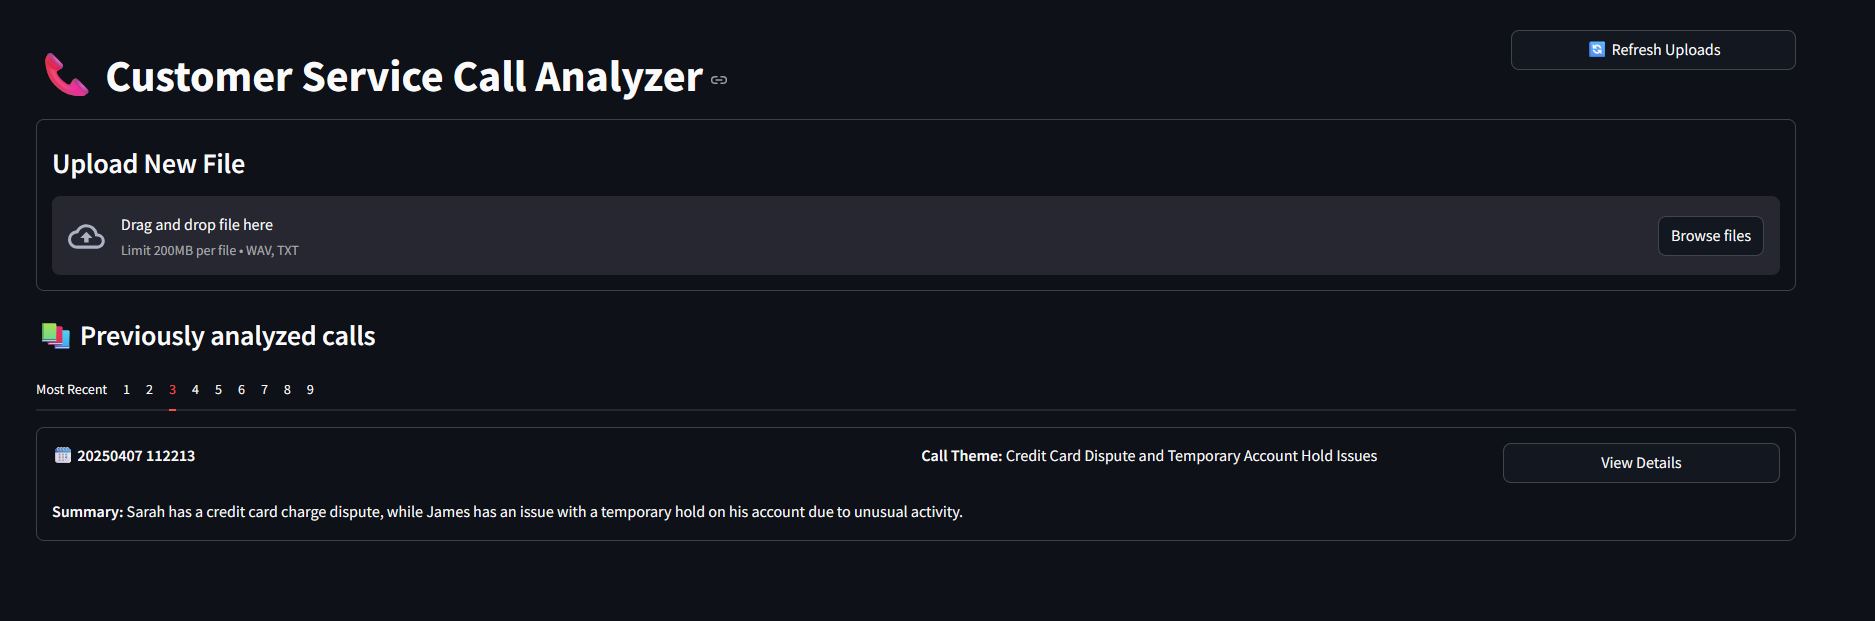 Refresh Uploads
Customer Service Call Analyzer
Upload New File
Drag and drop file here
Limit 200MB per file • WAV, TXT
Browse files
Previously analyzed calls
Most Recent 1 2 3 4 5 6 7 8 9
20250407 112213
Call Theme: Credit Card Dispute and Temporary Account Hold Issues
View Details
Summary: Sarah has a credit card charge dispute, while James has an issue with a temporary hold on his account due to unusual activity.